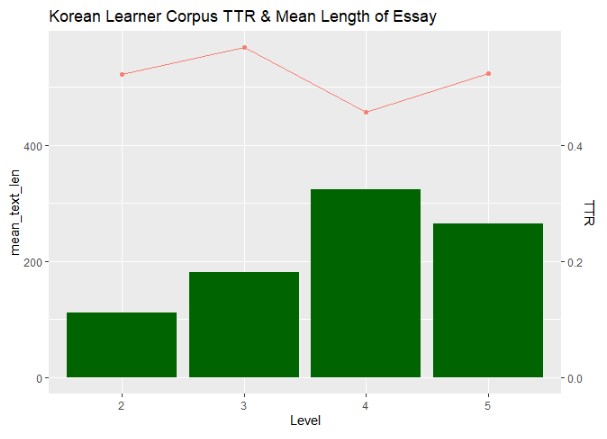 Korean Learner Corpus TTR & Mean Length of Essay
mean_text_len
400
200
0
0.4
0.2
0.0
TTR
2 3 4 5
Level